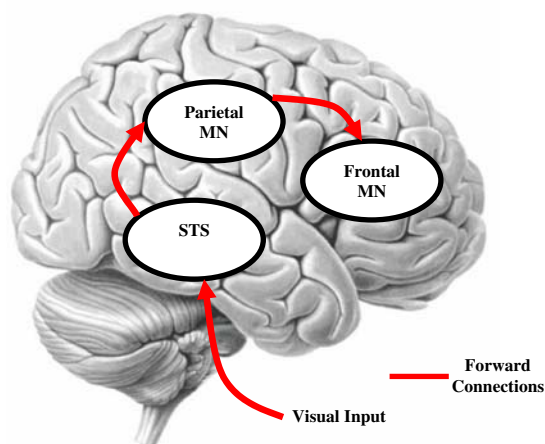 Parietal
MN
Frontal
MN
STS
Forward
Connections
Visual Input